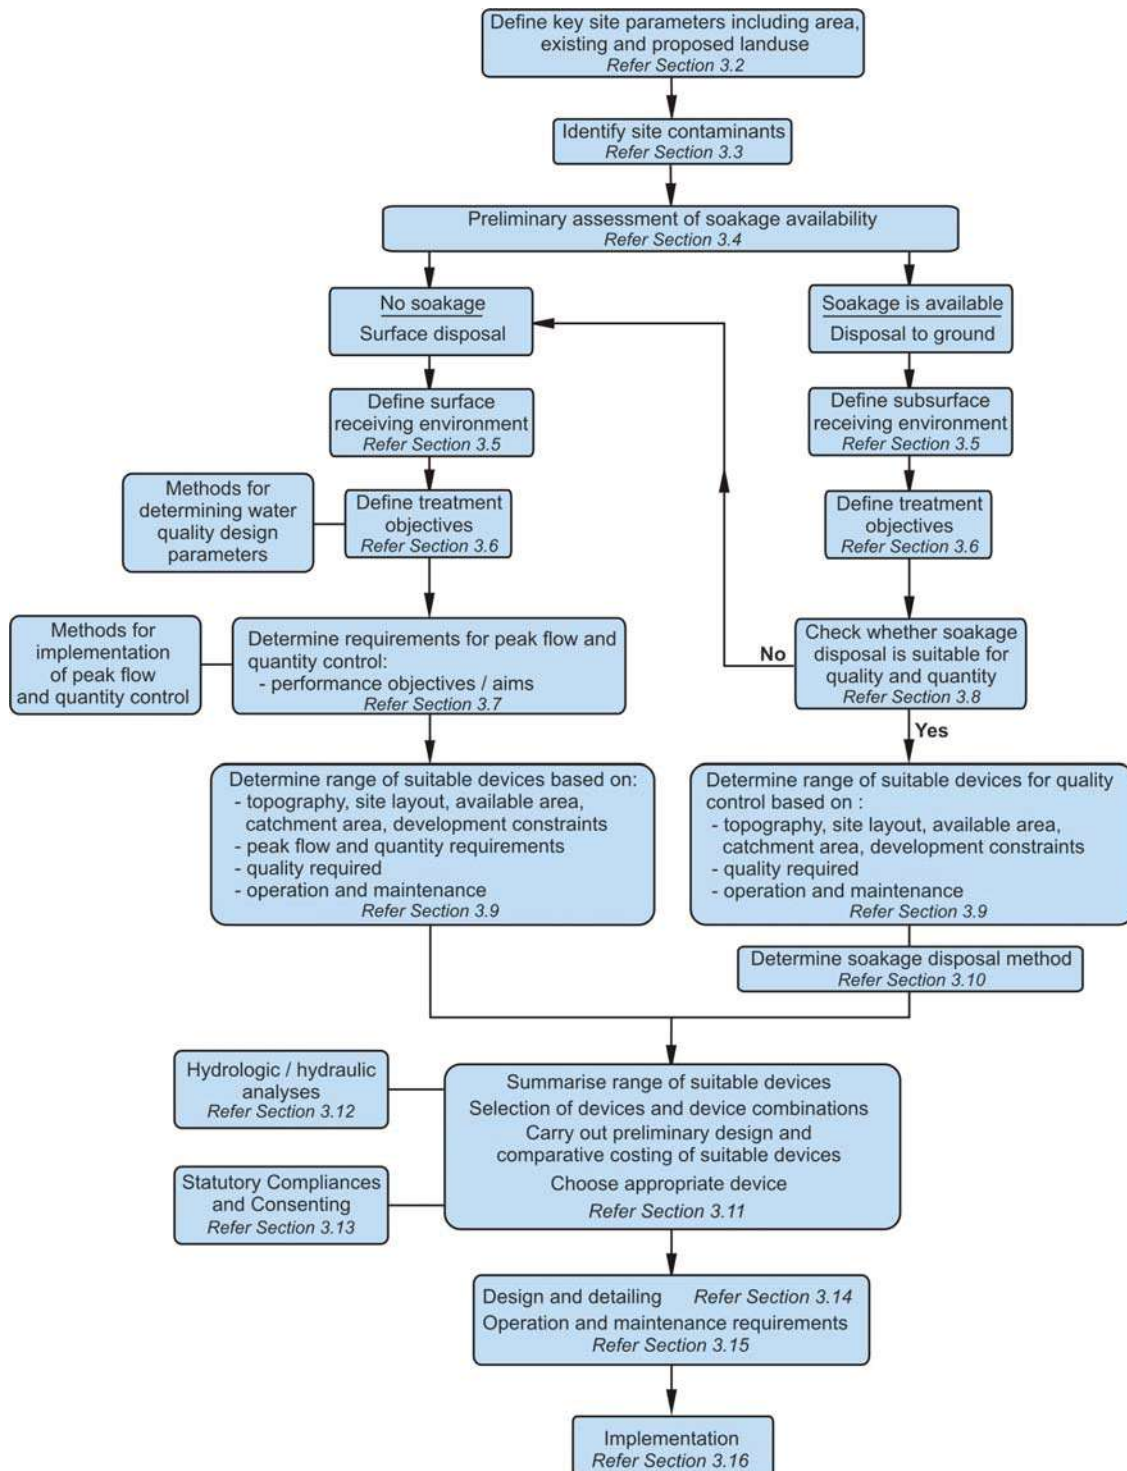 Define key site parameters including area,
existing and proposed landuse
Refer Section 3.2
Identify site contaminants
Refer Section 3.3
Preliminary assessment of soakage availability
Refer Section 3.4
No soakage
Surface disposal
Soakage is available
Disposal to ground
Define surface
receiving environment
Refer Section 3.5
Define subsurface
receiving environment
Refer Section 3.5
Methods for
determining water
quality design
parameters
Define treatment
objectives
Refer Section 3.6
Define treatment
objectives
Refer Section 3.6
Methods for
implementation
of peak flow
and quantity control
Determine requirements for peak flow and
quantity control:
- performance objectives / aims
Refer Section 3.7
No
Check whether soakage
disposal is suitable for
quality and quantity
Refer Section 3.8
Yes
Determine range of suitable devices based on:
- topography, site layout, available area,
catchment area, development constraints
- peak flow and quantity requirements
- quality required
- operation and maintenance
Refer Section 3.9
Determine range of suitable devices for quality
control based on :
- topography, site layout, available area,
catchment area, development constraints
- quality required
- operation and maintenance
Refer Section 3.9
Determine soakage disposal method
Refer Section 3.10
Hydrologic / hydraulic
analyses
Refer Section 3.12
Statutory Compliances
and Consenting
Refer Section 3.13
Summarise range of suitable devices
Selection of devices and device combinations
Carry out preliminary design and
comparative costing of suitable devices
Choose appropriate device
Refer Section 3.11
Design and detailing Refer Section 3.14
Operation and maintenance requirements
Refer Section 3.15
Implementation
Refer Section 3.16